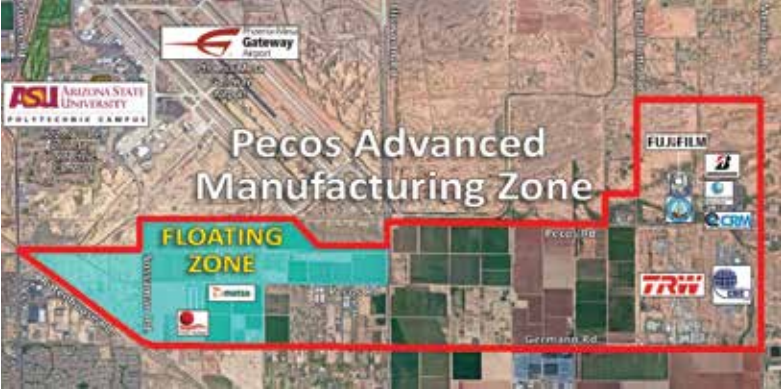 Phoenix-Mesa
Gateway
Airport
ASU ARIZONA STATE
UNIVERSITY
POLYTECHNIC CAMPUS
Pecos Advanced
Manufacturing Zone
FUJIFILM
FLOATING
ZONE
Pecos Rd
CRM
matsa
TRW
Germann Rd